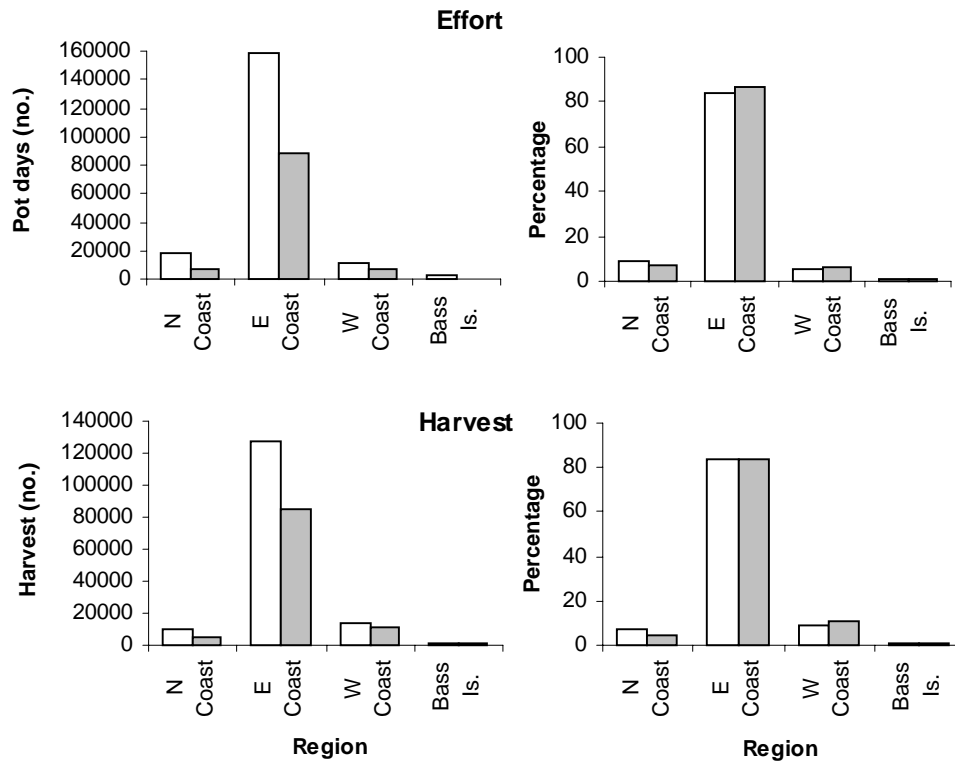 Effort
Pot days (no.)
160000
140000
120000
100000
80000
60000
40000
20000
0
N
Coast
E
Coast
W
Coast
Bass
Is.
Percentage
100
80
60
40
20
0
N
Coast
E
Coast
W
Coast
Bass
Is.
Harvest
Harvest (no.)
140000
120000
100000
80000
60000
40000
20000
0
N
Coast
E
Coast
W
Coast
Bass
Is.
Region
Percentage
100
80
60
40
20
0
N
Coast
E
Coast
W
Coast
Bass
Is.
Region